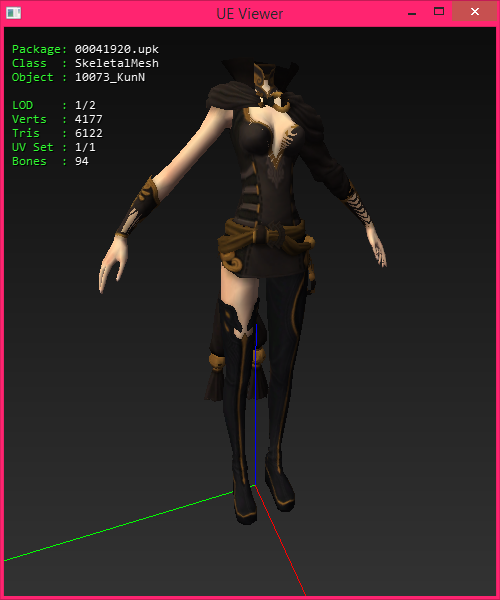 UE Viewer
Package: 00041920.upk
Class  : SkeletalMesh
Object : 10073_KunN
LOD    : 1/2
Verts  : 4177
Tris   : 6122
UV Set : 1/1
Bones  : 94